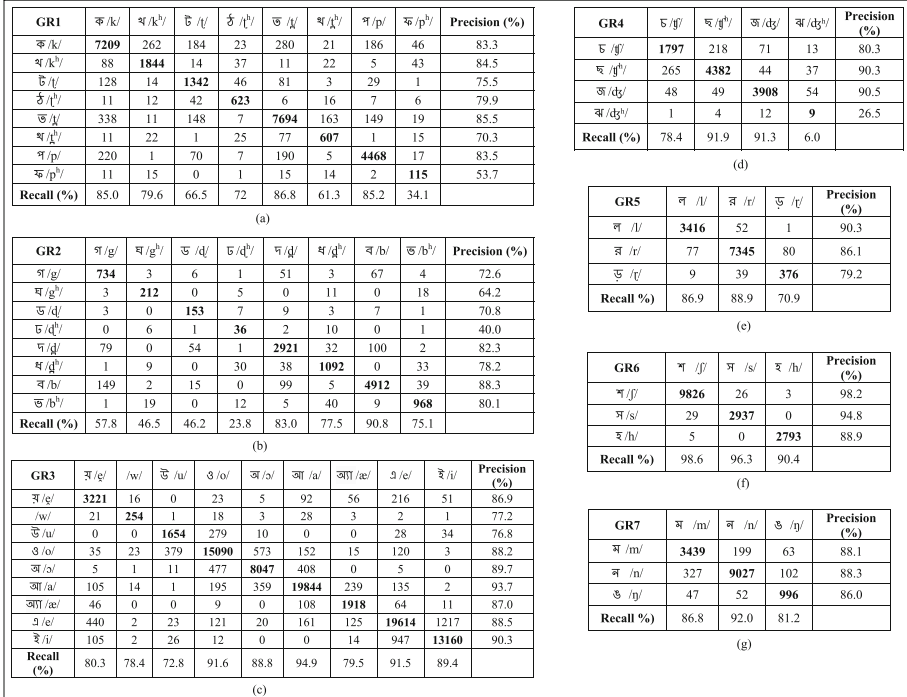 GR1 ক /k/ খ /kʰ/ ট /ʈ/ ঠ /ʈʰ/ ত /t̪/ থ /t̪ʰ/ প /p/ ফ /pʰ/ Precision (%)
ক /k/ 7209 262 184 23 280 21 186 46 83.3
খ /kʰ/ 88 1844 14 37 11 22 5 43 84.5
ট /ʈ/ 128 14 1342 46 81 3 29 1 75.5
ঠ /ʈʰ/ 11 12 42 623 6 16 7 6 79.9
ত /t̪/ 338 11 148 7 7694 163 149 19 85.5
থ /t̪ʰ/ 11 22 1 25 77 607 1 15 70.3
প /p/ 220 1 70 7 190 5 4468 17 83.5
ফ /pʰ/ 11 15 0 1 15 14 2 115 53.7
Recall (%) 85.0 79.6 66.5 72 86.8 61.3 85.2 34.1
(a)
GR2 গ /g/ ঘ /gʰ/ ড /ɖ/ ঢ /ɖʰ/ দ /d̪/ ধ /d̪ʰ/ ব /b/ ভ /bʰ/ Precision (%)
গ /g/ 734 3 6 1 51 3 67 4 72.6
ঘ /gʰ/ 3 212 0 5 0 11 0 18 64.2
ড /ɖ/ 3 0 153 7 9 3 7 1 70.8
ঢ /ɖʰ/ 0 6 1 36 2 10 0 1 40.0
দ /d̪/ 79 0 54 1 2921 32 100 2 82.3
ধ /d̪ʰ/ 1 9 0 30 38 1092 0 33 78.2
ব /b/ 149 2 15 0 99 5 4912 39 88.3
ভ /bʰ/ 1 19 0 12 5 40 9 968 80.1
Recall (%) 57.8 46.5 46.2 23.8 83.0 77.5 90.8 75.1
(b)
GR3 য় /e̯/ /w/ উ /u/ ও /o/ অ /ɔ/ আ /a/ অ্যা /æ/ এ /e/ ই /i/ Precision (%)
য় /e̯/ 3221 16 0 23 5 92 56 216 51 86.9
/w/ 21 254 1 18 3 28 3 2 1 77.2
উ /u/ 0 0 1654 279 10 0 0 28 34 76.8
ও /o/ 35 23 379 15090 573 152 15 120 3 88.2
অ /ɔ/ 5 1 11 477 8047 408 0 5 0 89.7
আ /a/ 105 14 1 195 359 19844 239 135 2 93.7
অ্যা /æ/ 46 0 0 9 0 108 1918 64 11 87.0
এ /e/ 440 2 23 121 20 161 125 19614 1217 88.5
ই /i/ 105 2 26 12 0 0 14 947 13160 90.3
Recall (%) 80.3 78.4 72.8 91.6 88.8 94.9 79.5 91.5 89.4
(c)
GR4 চ /tʃ/ ছ /tʃʰ/ জ /dʒ/ ঝ /dʒʰ/ Precision (%)
চ /tʃ/ 1797 218 71 13 80.3
ছ /tʃʰ/ 265 4382 44 37 90.3
জ /dʒ/ 48 49 3908 54 90.5
ঝ /dʒʰ/ 1 4 12 9 26.5
Recall (%) 78.4 91.9 91.3 6.0
(d)
GR5 ল /l/ র /r/ ড় /ɽ/ Precision (%)
ল /l/ 3416 52 1 90.3
র /r/ 77 7345 80 86.1
ড় /ɽ/ 9 39 376 79.2
Recall %) 86.9 88.9 70.9
(e)
GR6 শ /ʃ/ স /s/ হ /h/ Precision (%)
শ /ʃ/ 9826 26 3 98.2
স /s/ 29 2937 0 94.8
হ /h/ 5 0 2793 88.9
Recall %) 98.6 96.3 90.4
(f)
GR7 ম /m/ ন /n/ ঙ /ŋ/ Precision (%)
ম /m/ 3439 199 63 88.1
ন /n/ 327 9027 102 88.3
ঙ /ŋ/ 47 52 996 86.0
Recall %) 86.8 92.0 81.2
(g)